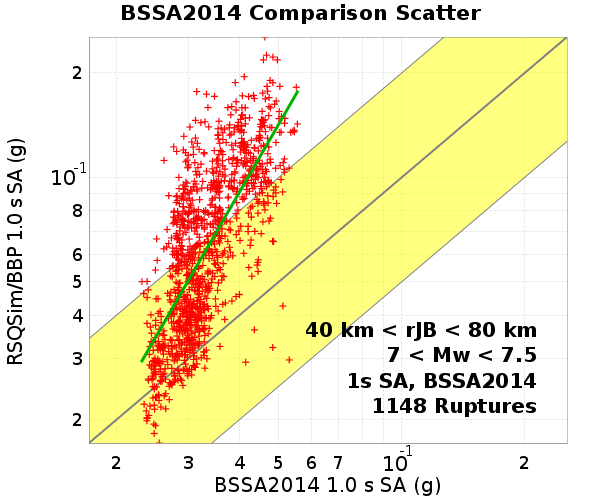 BSSA2014 Comparison Scatter
RSQSim/BBP 1.0 s SA (g)
2
10-1
8
6
5
4
3
2
40 km < rJB < 80 km
7 < Mw < 7.5
1s SA, BSSA2014
1148 Ruptures
2 3 4 5 6 7 10-1 2
BSSA2014 1.0 s SA (g)